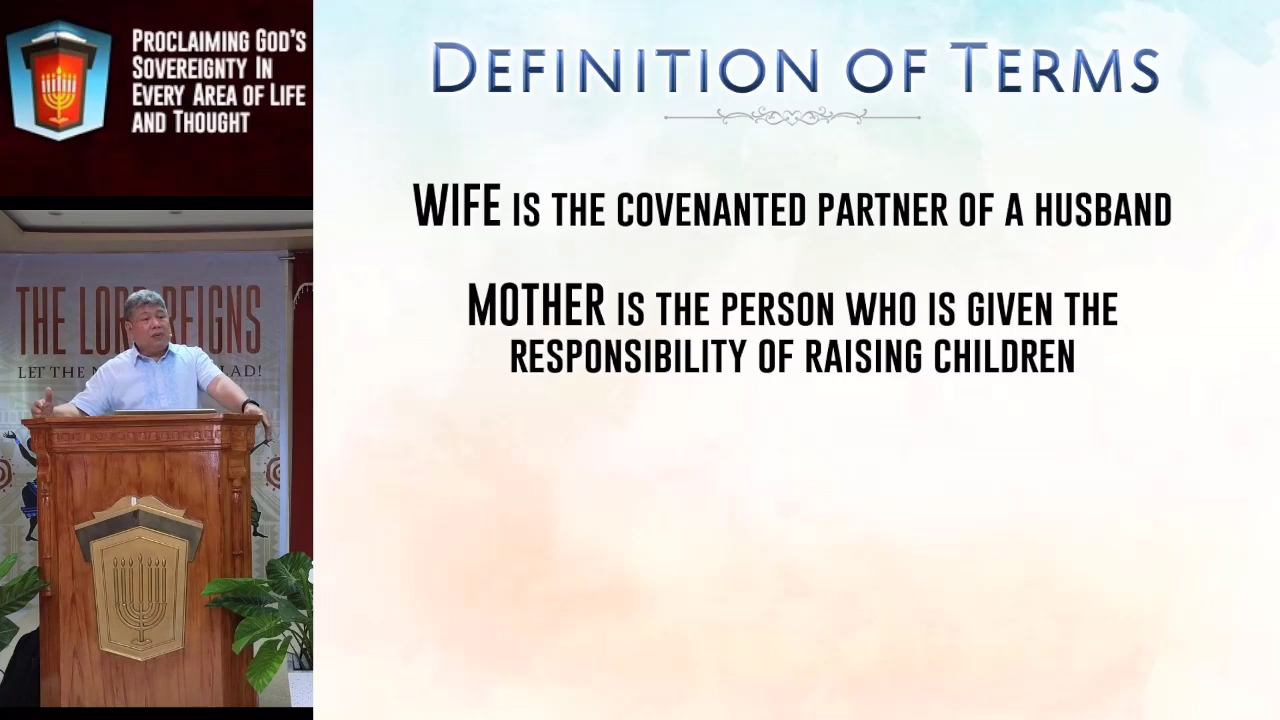 PROCLAIMING GOD'S
SOVEREIGNTY IN
EVERY AREA OF LIFE
AND THOUGHT
DEFINITION OF TERMS
WIFE IS THE COVENANTED PARTNER OF A HUSBAND
MOTHER IS THE PERSON WHO IS GIVEN THE
RESPONSIBILITY OF RAISING CHILDREN
THE LORD REIGNS
LET THE